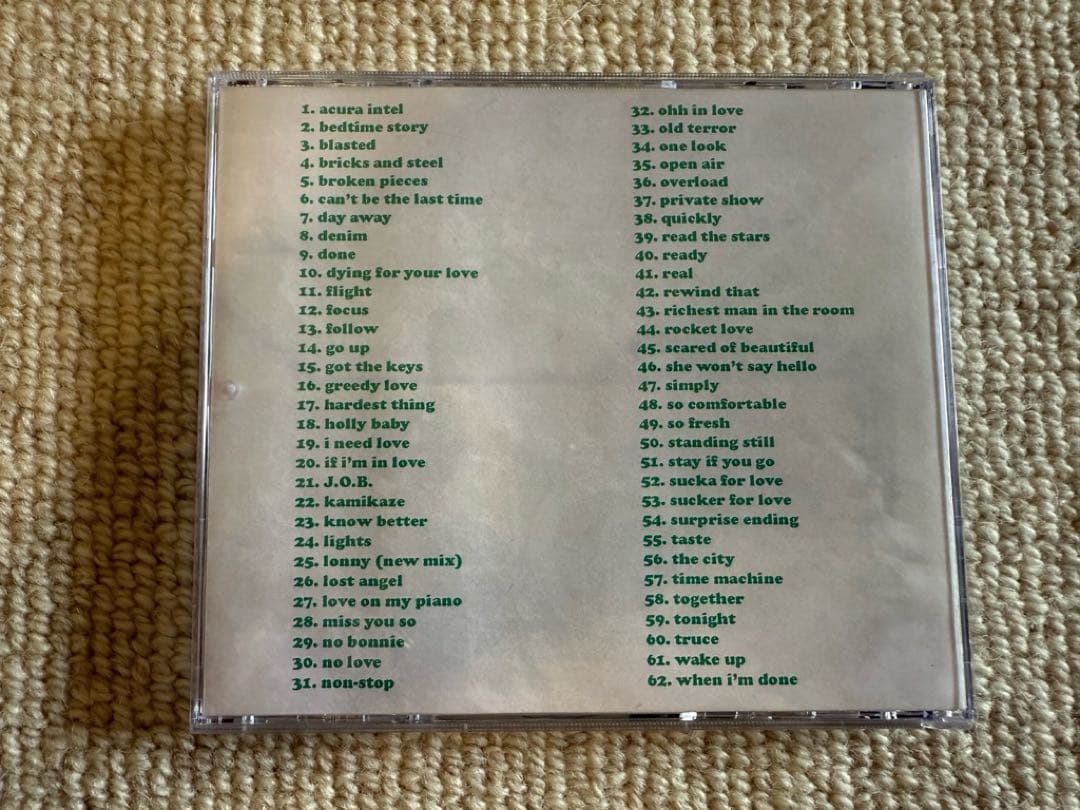 1. acura intel
2. bedtime story
3. blasted
4. bricks and steel
5. broken pieces
6. can't be the last time
7. day away
8. denim
9. done
10. dying for your love
11. flight
12. focus
13. follow
14. go up
15. got the keys
16. greedy love
17. hardest thing
18. holly baby
19. i need love
20. if i'm in love
21. J.O.B.
22. kamikaze
23. know better
24. lights
25. lonny (new mix)
26. lost angel
27. love on my piano
28. miss you so
29. no bonnie
30. no love
31. non-stop
32. ohh in love
33. old terror
34. one look
35. open air
36. overload
37. private show
38. quickly
39. read the stars
40. ready
41. real
42. rewind that
43. richest man in the room
44. rocket love
45. scared of beautiful
46. she won't say hello
47. simply
48. so comfortable
49. so fresh
50. standing still
51. stay if you go
52. sucka for love
53. sucker for love
54. surprise ending
55. taste
56. the city
57. time machine
58. together
59. tonight
60. truce
61. wake up
62. when i'm done